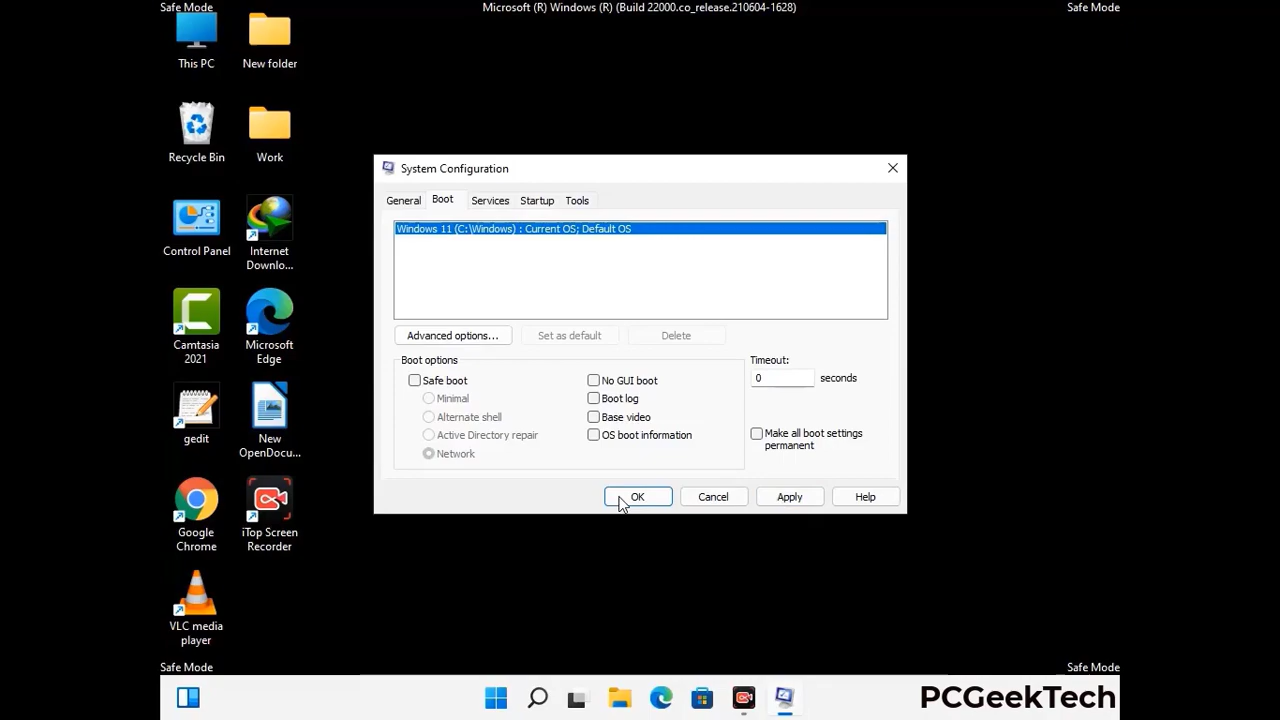 Safe Mode
Microsoft (R) Windows (R) (Build 22000.co_release.210604-1628)
Safe Mode
This PC
New folder
Recycle Bin
Work
Control Panel
Internet
Downlo...
Camtasia
2021
Microsoft
Edge
gedit
New
OpenDocu...
Google
Chrome
iTop Screen
Recorder
VLC media
player
System Configuration
General
Boot
Services
Startup
Tools
Windows 11 (C:\Windows) : Current OS; Default OS
Advanced options...
Set as default
Delete
Boot options
Safe boot
Minimal
Alternate shell
Active Directory repair
Network
No GUI boot
Boot log
Base video
OS boot information
Timeout:
0 seconds
Make all boot settings
permanent
OK
Cancel
Apply
Help
Safe Mode
Safe Mode
PCGeekTech